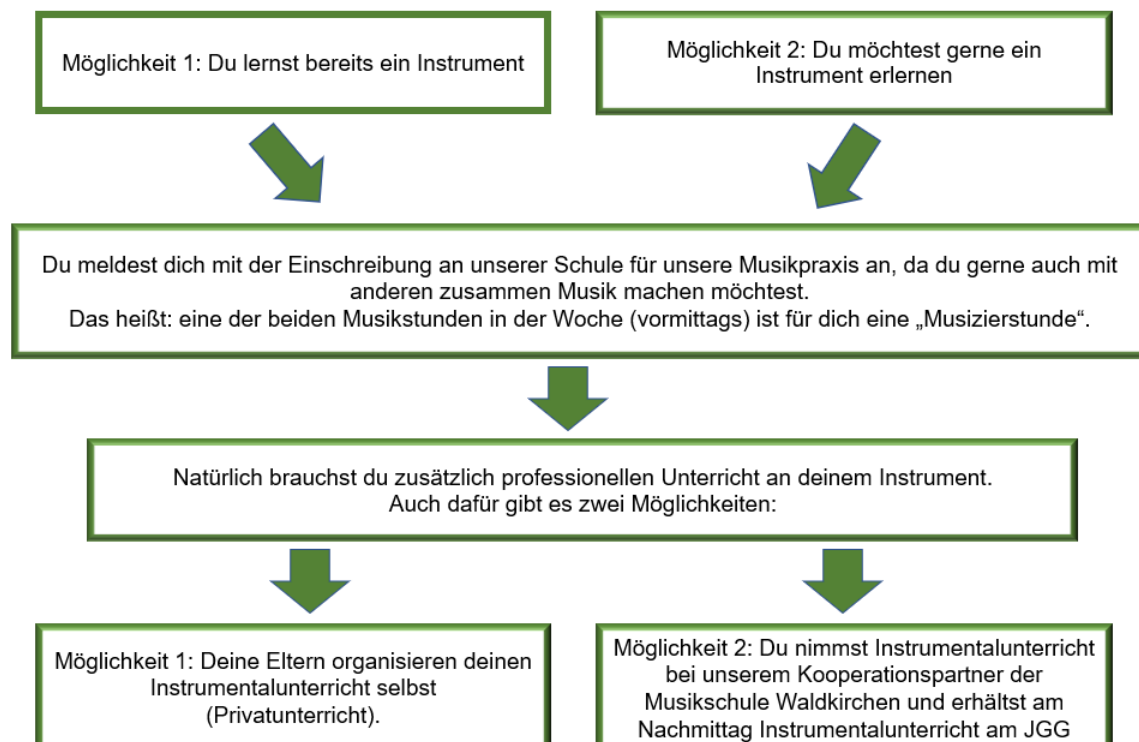 Möglichkeit 1: Du lernst bereits ein Instrument
Möglichkeit 2: Du möchtest gerne ein
Instrument erlernen
Du meldest dich mit der Einschreibung an unserer Schule für unsere Musikpraxis an, da du gerne auch mit
anderen zusammen Musik machen möchtest.
Das heißt: eine der beiden Musikstunden in der Woche (vormittags) ist für dich eine „Musizierstunde“.
Natürlich brauchst du zusätzlich professionellen Unterricht an deinem Instrument.
Auch dafür gibt es zwei Möglichkeiten:
Möglichkeit 1: Deine Eltern organisieren deinen
Instrumentalunterricht selbst
(Privatunterricht).
Möglichkeit 2: Du nimmst Instrumentalunterricht
bei unserem Kooperationspartner der
Musikschule Waldkirchen und erhältst am
Nachmittag Instrumentalunterricht am JGG